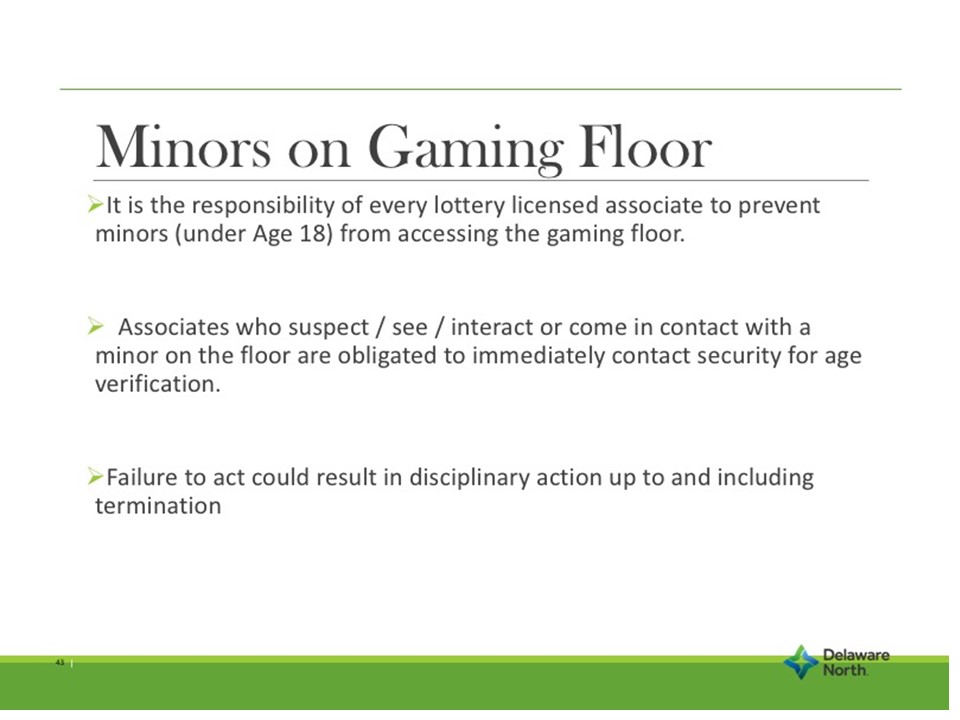 Minors on Gaming Floor
➢It is the responsibility of every lottery licensed associate to prevent
minors (under Age 18) from accessing the gaming floor.
➢ Associates who suspect / see / interact or come in contact with a
minor on the floor are obligated to immediately contact security for age
verification.
➢Failure to act could result in disciplinary action up to and including
termination
43 |
Delaware
North.